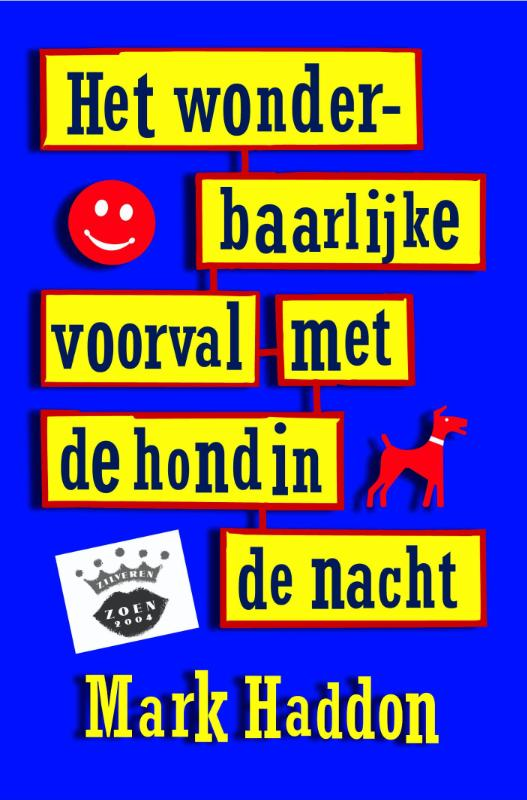 Het wonder-
baarlijke
voorval met
de hond in
de nacht
ZILVEREN
ZOEN
2004
Mark Haddon